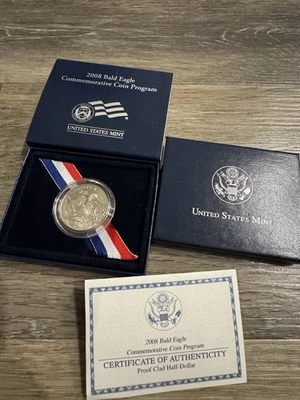 2008 Bald Eagle
Commemorative Coin Program
UNITED STATES MINT
UNITED STATES MINT
2008 Bald Eagle
Commemorative Coin Program
CERTIFICATE OF AUTHENTICITY
Proof Clad Half-Dollar